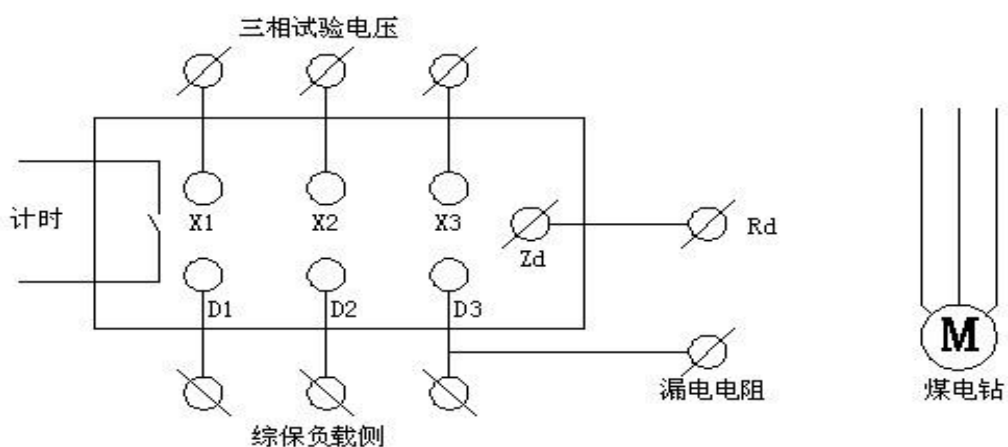 三相试验电压
计时
X1 X2 X3
Zd
Rd
D1 D2 D3
M
漏电电阻
煤电钻
综保负载侧